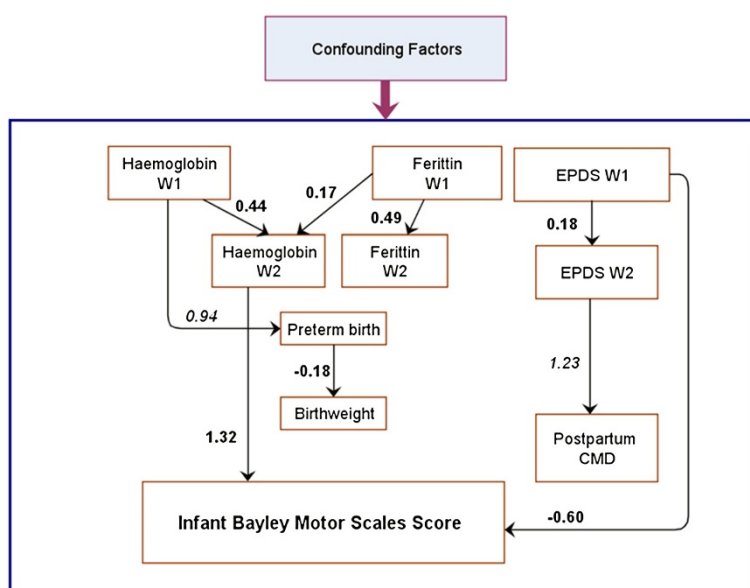 Confounding Factors
Haemoglobin
W1
Ferittin
W1
EPDS W1
0.44
0.17
0.49
0.18
Haemoglobin
W2
Ferittin
W2
EPDS W2
0.94
Preterm birth
-0.18
1.23
Birthweight
1.32
Postpartum
CMD
Infant Bayley Motor Scales Score
-0.60